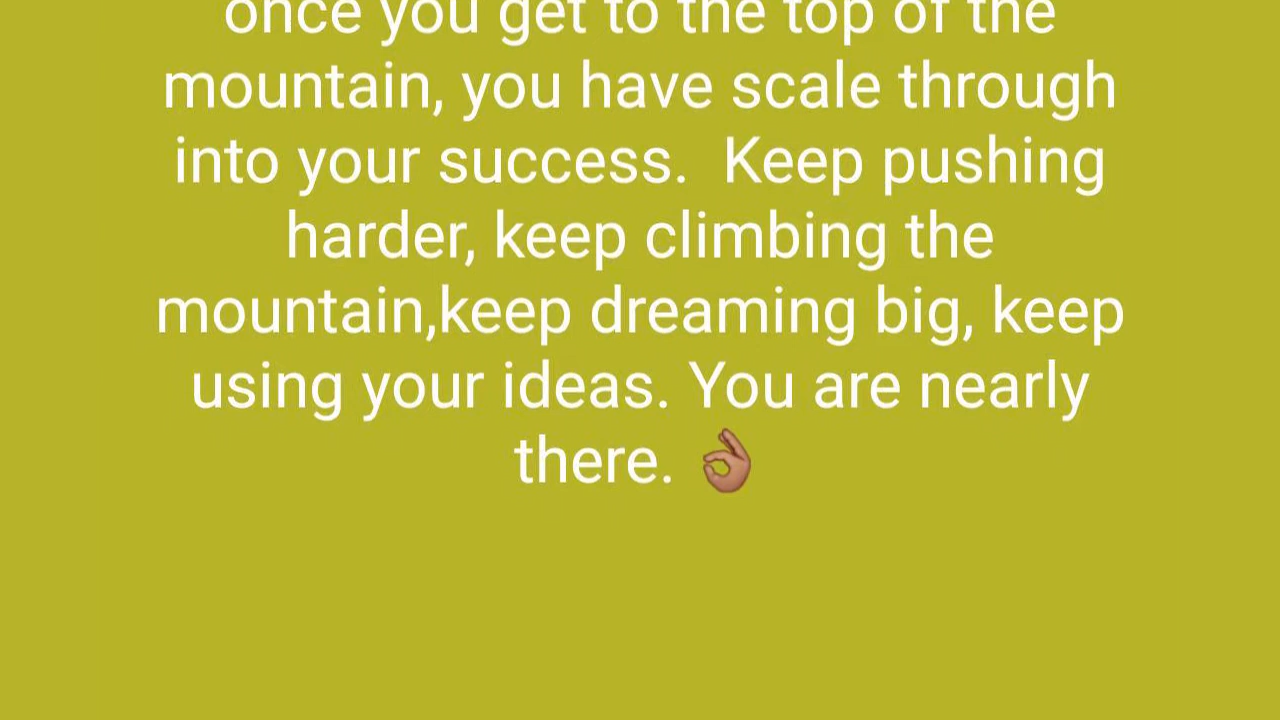 once you get to the top of the
mountain, you have scale through
into your success.  Keep pushing
harder, keep climbing the
mountain,keep dreaming big, keep
using your ideas. You are nearly
there. 👌🏽